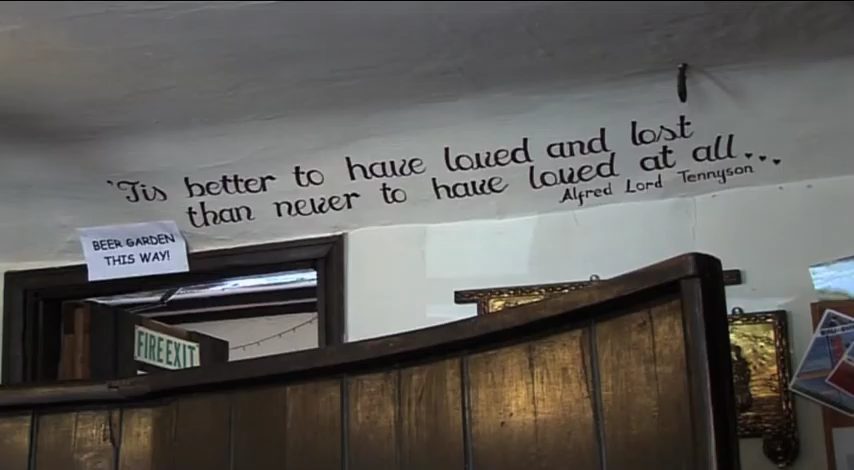 'Tis better to have loved and lost
than never to have loved at all...
Alfred Lord Tennyson
BEER GARDEN
THIS WAY!
FIRE EXIT